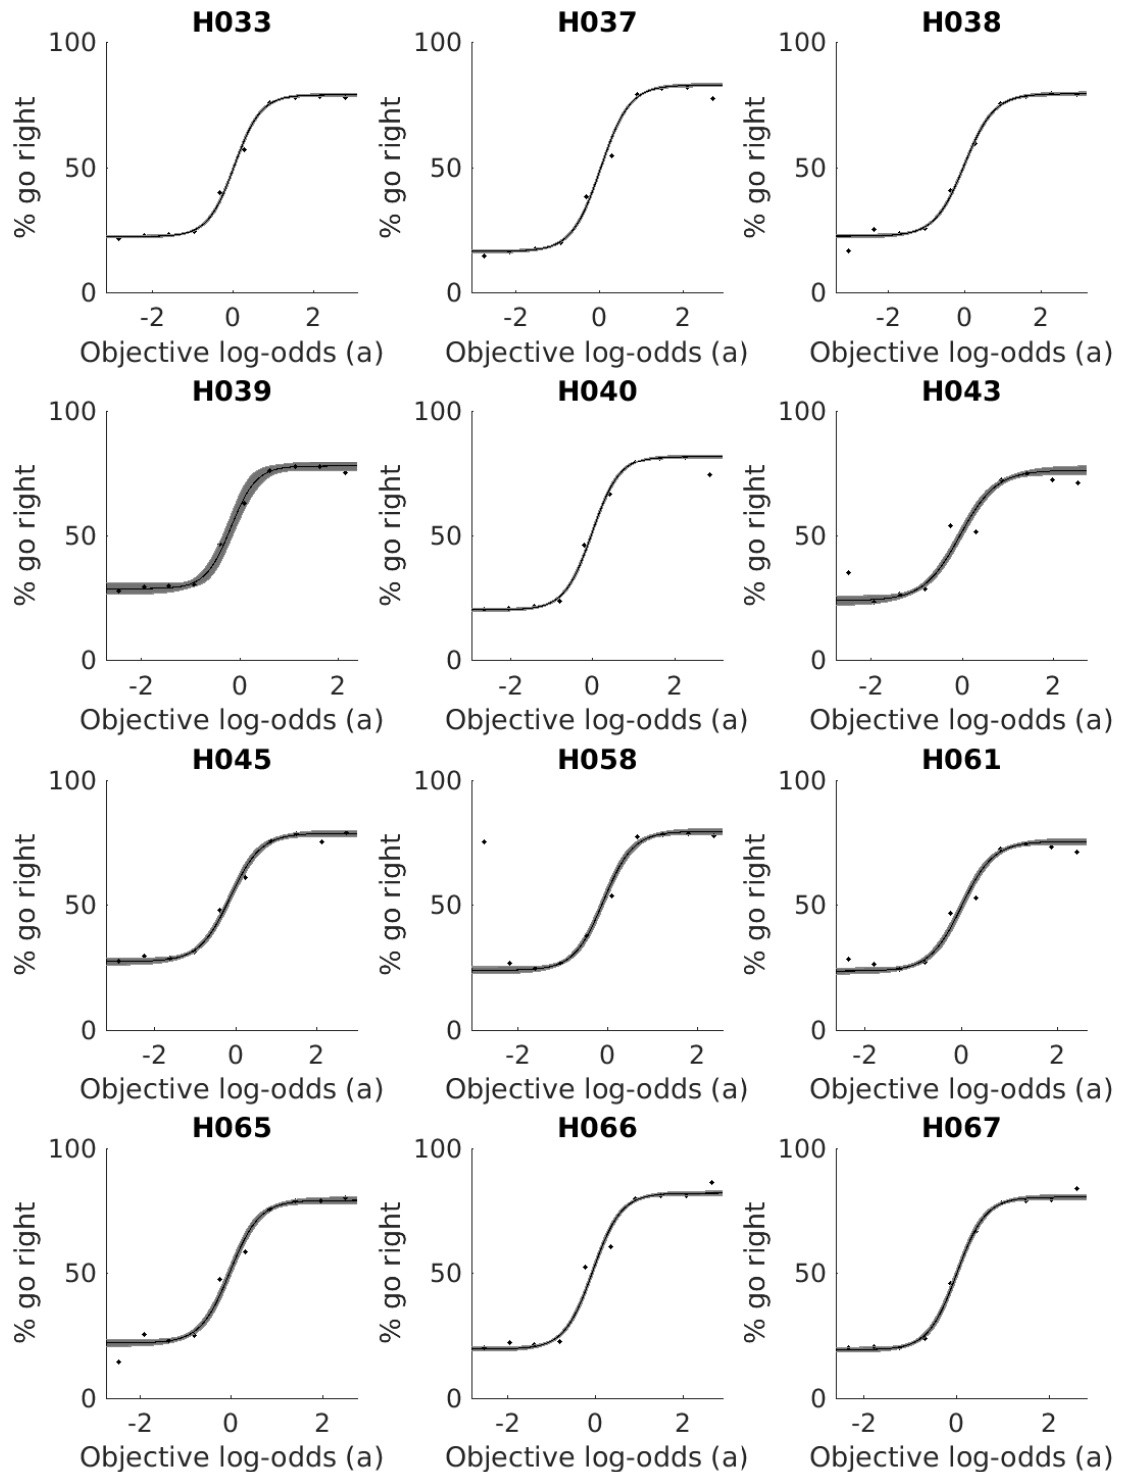 H033 H037 H038
100 100 100
% go right % go right % go right
50 50 50
0 0 0
-2 0 2 -2 0 2 -2 0 2
Objective log-odds (a) Objective log-odds (a) Objective log-odds (a)
H039 H040 H043
100 100 100
% go right % go right % go right
50 50 50
0 0 0
-2 0 2 -2 0 2 -2 0 2
Objective log-odds (a) Objective log-odds (a) Objective log-odds (a)
H045 H058 H061
100 100 100
% go right % go right % go right
50 50 50
0 0 0
-2 0 2 -2 0 2 -2 0 2
Objective log-odds (a) Objective log-odds (a) Objective log-odds (a)
H065 H066 H067
100 100 100
% go right % go right % go right
50 50 50
0 0 0
-2 0 2 -2 0 2 -2 0 2
Objective log-odds (a) Objective log-odds (a) Objective log-odds (a)